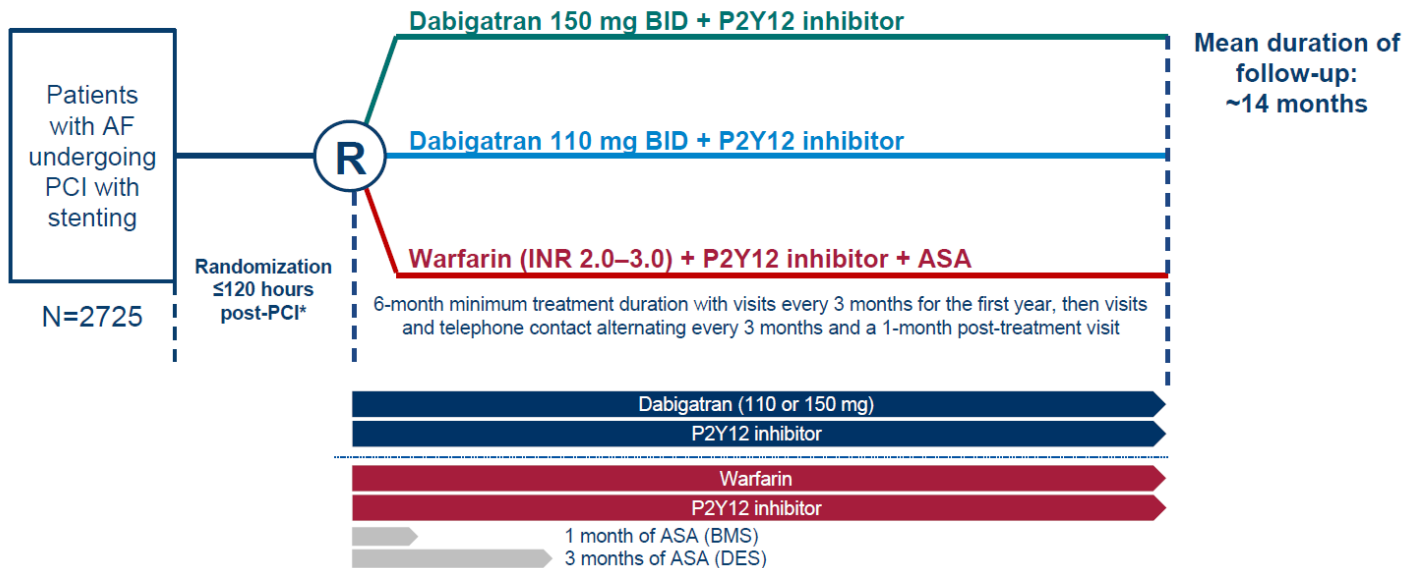 Dabigatran 150 mg BID + P2Y12 inhibitor
Mean duration of
follow-up:
~14 months
Patients
with AF
undergoing
PCI with
stenting
R
Dabigatran 110 mg BID + P2Y12 inhibitor
Warfarin (INR 2.0–3.0) + P2Y12 inhibitor + ASA
Randomization
≤120 hours
post-PCI*
N=2725
6-month minimum treatment duration with visits every 3 months for the first year, then visits
and telephone contact alternating every 3 months and a 1-month post-treatment visit
Dabigatran (110 or 150 mg)
P2Y12 inhibitor
Warfarin
P2Y12 inhibitor
1 month of ASA (BMS)
3 months of ASA (DES)